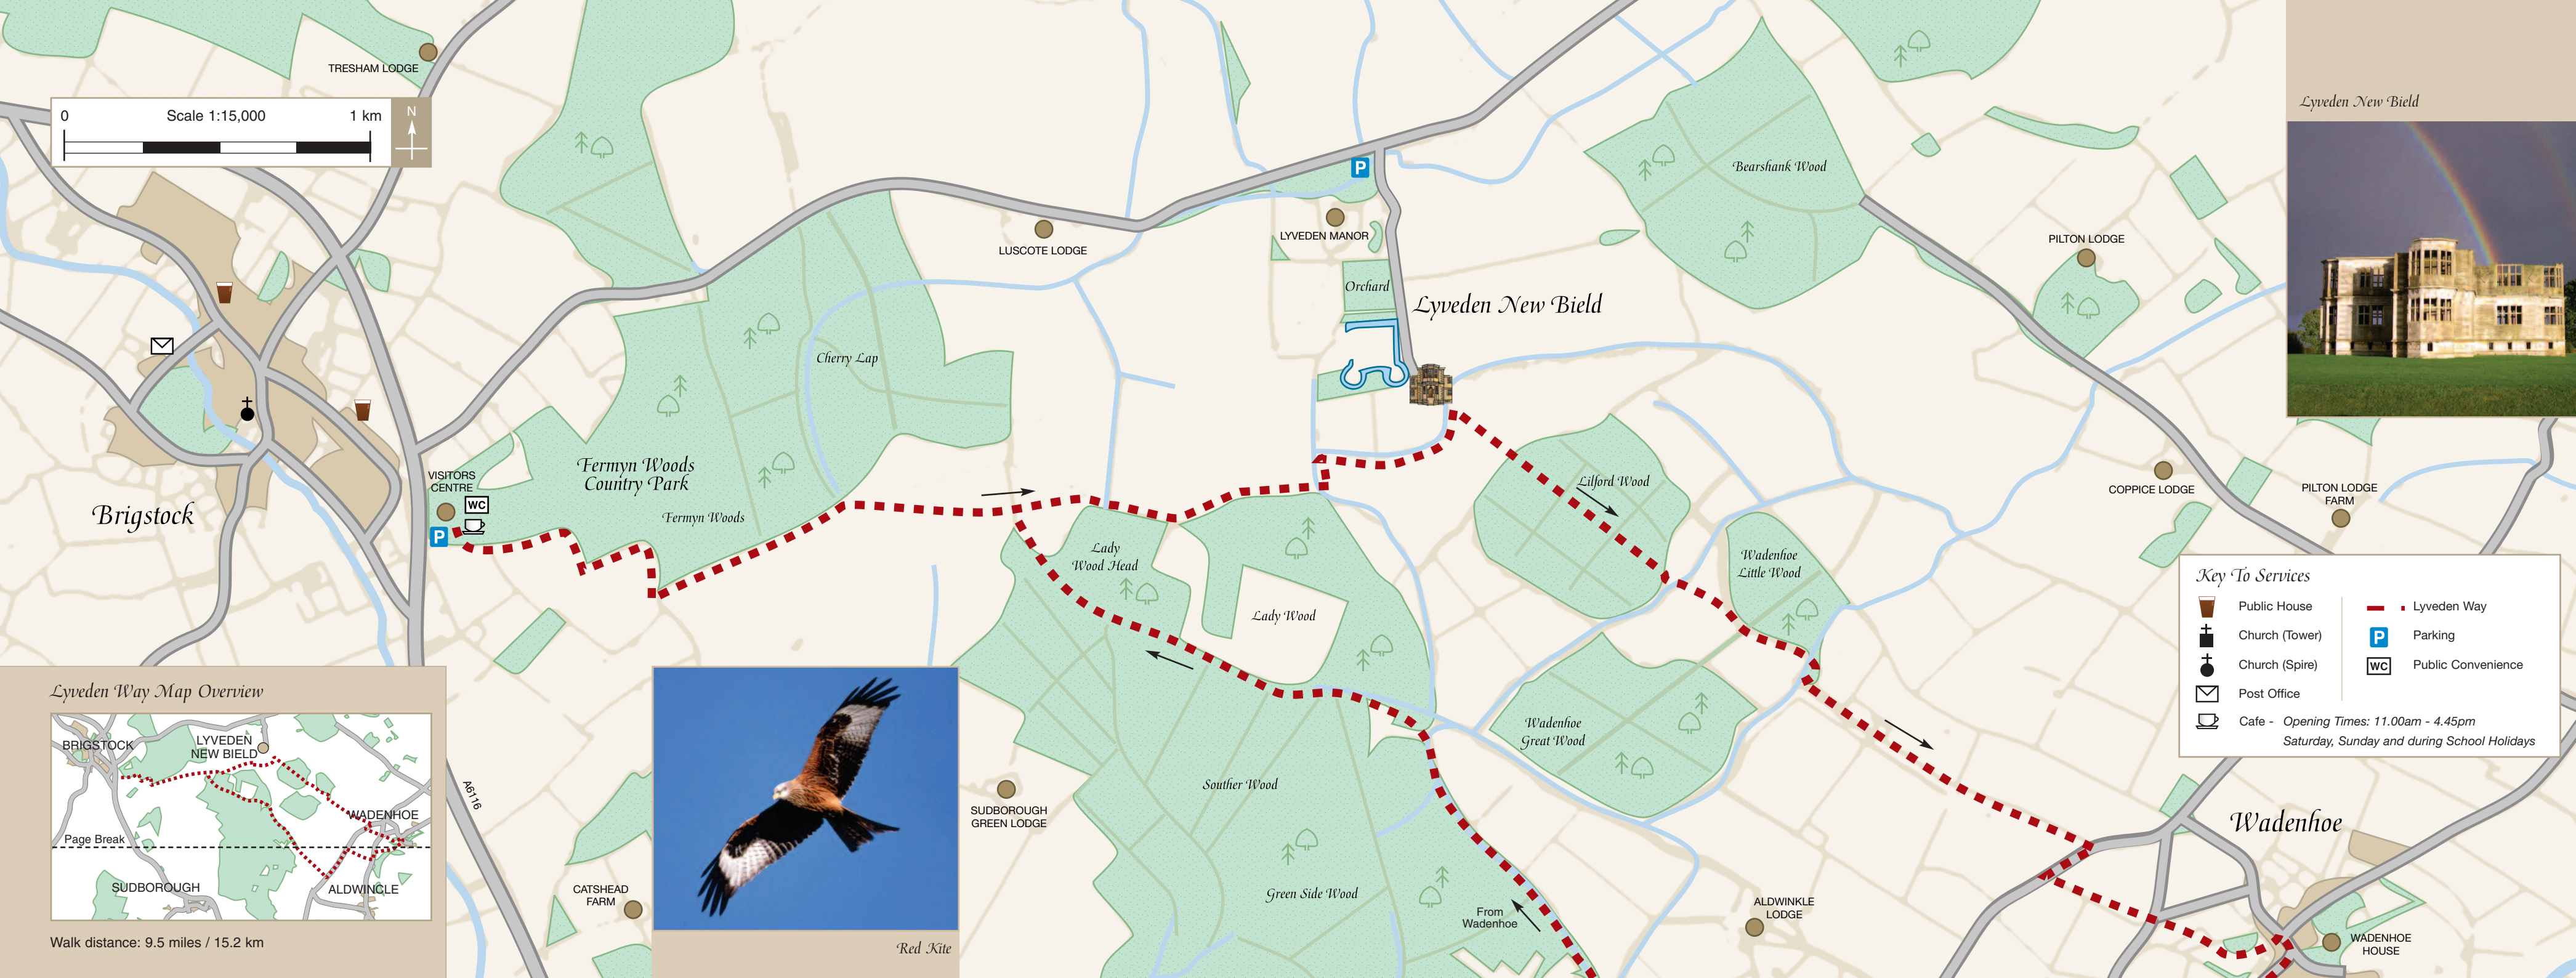 TRESHAM LODGE
0 Scale 1:15,000 1 km
N
Lyveden New Bield
P
Bearshank Wood
LUSCOTE LODGE
LYVEDEN MANOR
PILTON LODGE
Orchard
Lyveden New Bield
Cherry Lap
VISITORS
CENTRE
WC
P
Fermyn Woods
Country Park
Fermyn Woods
Brigstock
Lilford Wood
COPPICE LODGE
PILTON LODGE
FARM
Lady
Wood Head
Wadenhoe
Little Wood
Lady Wood
Key To Services
Public House
Church (Tower)
Church (Spire)
Post Office
Cafe - Opening Times: 11.00am - 4.45pm
Saturday, Sunday and during School Holidays
Lyveden Way
P Parking
WC Public Convenience
Lyveden Way Map Overview
BRIGSTOCK
LYVEDEN
NEW BIELD
WADENHOE
Page Break
SUDBOROUGH
ALDWINCLE
Walk distance: 9.5 miles / 15.2 km
A6116
Wadenhoe
Great Wood
Souther Wood
SUDBOROUGH
GREEN LODGE
Wadenhoe
CATSHEAD
FARM
Green Side Wood
From
Wadenhoe
ALDWINKLE
LODGE
WADENHOE
HOUSE
Red Kite